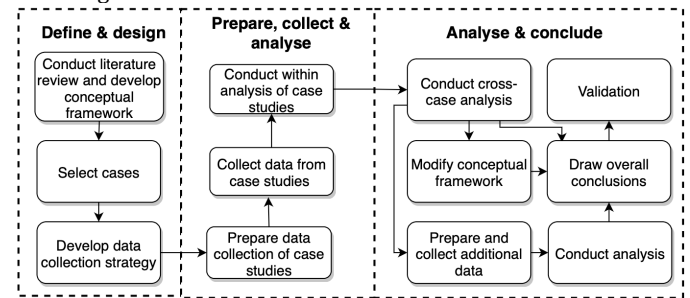 Define & design
Conduct literature
review and develop
conceptual
framework
Select cases
Develop data
collection strategy
Prepare, collect &
analyse
Conduct within
analysis of case
studies
Collect data from
case studies
Prepare data
collection of case
studies
Analyse & conclude
Conduct cross-
case analysis
Validation
Modify conceptual
framework
Draw overall
conclusions
Prepare and
collect additional
data
Conduct analysis